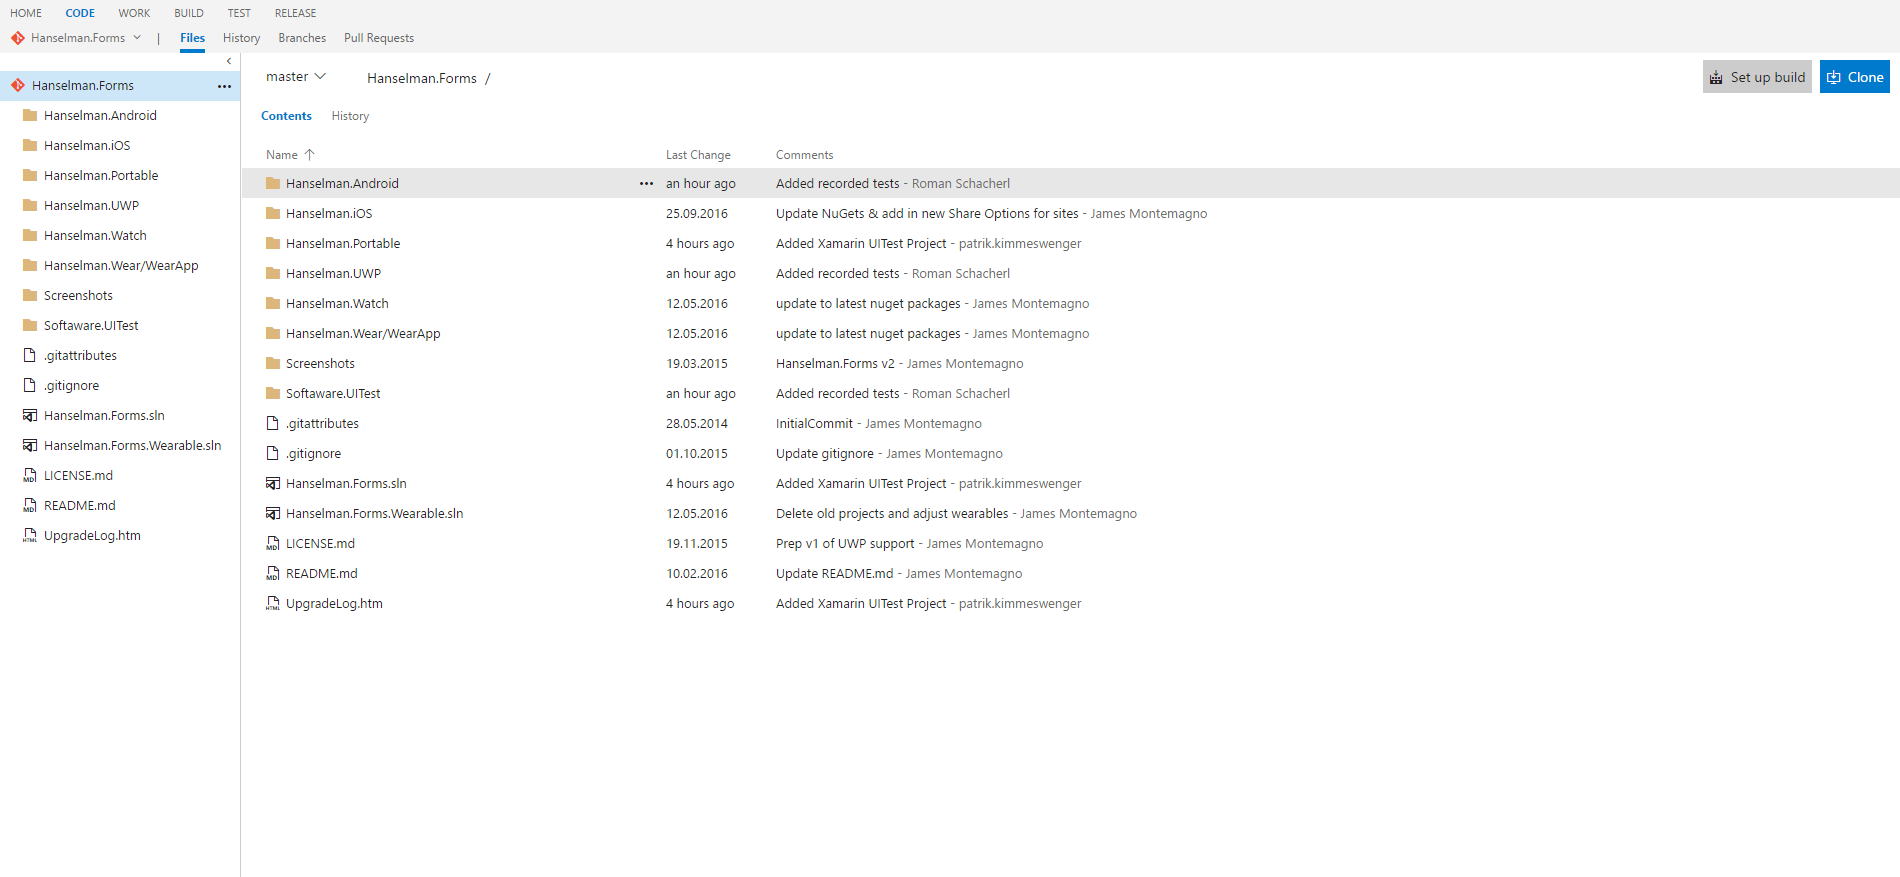 HOME CODE WORK BUILD TEST RELEASE
Hanselman.Forms | Files History Branches Pull Requests
Hanselman.Forms ...
Hanselman.Android
Hanselman.iOS
Hanselman.Portable
Hanselman.UWP
Hanselman.Watch
Hanselman.Wear/WearApp
Screenshots
Softaware.UITest
.gitattributes
.gitignore
Hanselman.Forms.sln
Hanselman.Forms.Wearable.sln
LICENSE.md
README.md
UpgradeLog.htm
master Hanselman.Forms / Set up build Clone
Contents History
Name Last Change Comments
Hanselman.Android ... an hour ago Added recorded tests - Roman Schacherl
Hanselman.iOS 25.09.2016 Update NuGets & add in new Share Options for sites - James Montemagno
Hanselman.Portable 4 hours ago Added Xamarin UITest Project - patrik.kimmeswenger
Hanselman.UWP an hour ago Added recorded tests - Roman Schacherl
Hanselman.Watch 12.05.2016 update to latest nuget packages - James Montemagno
Hanselman.Wear/WearApp 12.05.2016 update to latest nuget packages - James Montemagno
Screenshots 19.03.2015 Hanselman.Forms v2 - James Montemagno
Softaware.UITest an hour ago Added recorded tests - Roman Schacherl
.gitattributes 28.05.2014 InitialCommit - James Montemagno
.gitignore 01.10.2015 Update gitignore - James Montemagno
Hanselman.Forms.sln 4 hours ago Added Xamarin UITest Project - patrik.kimmeswenger
Hanselman.Forms.Wearable.sln 12.05.2016 Delete old projects and adjust wearables - James Montemagno
LICENSE.md 19.11.2015 Prep v1 of UWP support - James Montemagno
README.md 10.02.2016 Update README.md - James Montemagno
UpgradeLog.htm 4 hours ago Added Xamarin UITest Project - patrik.kimmeswenger